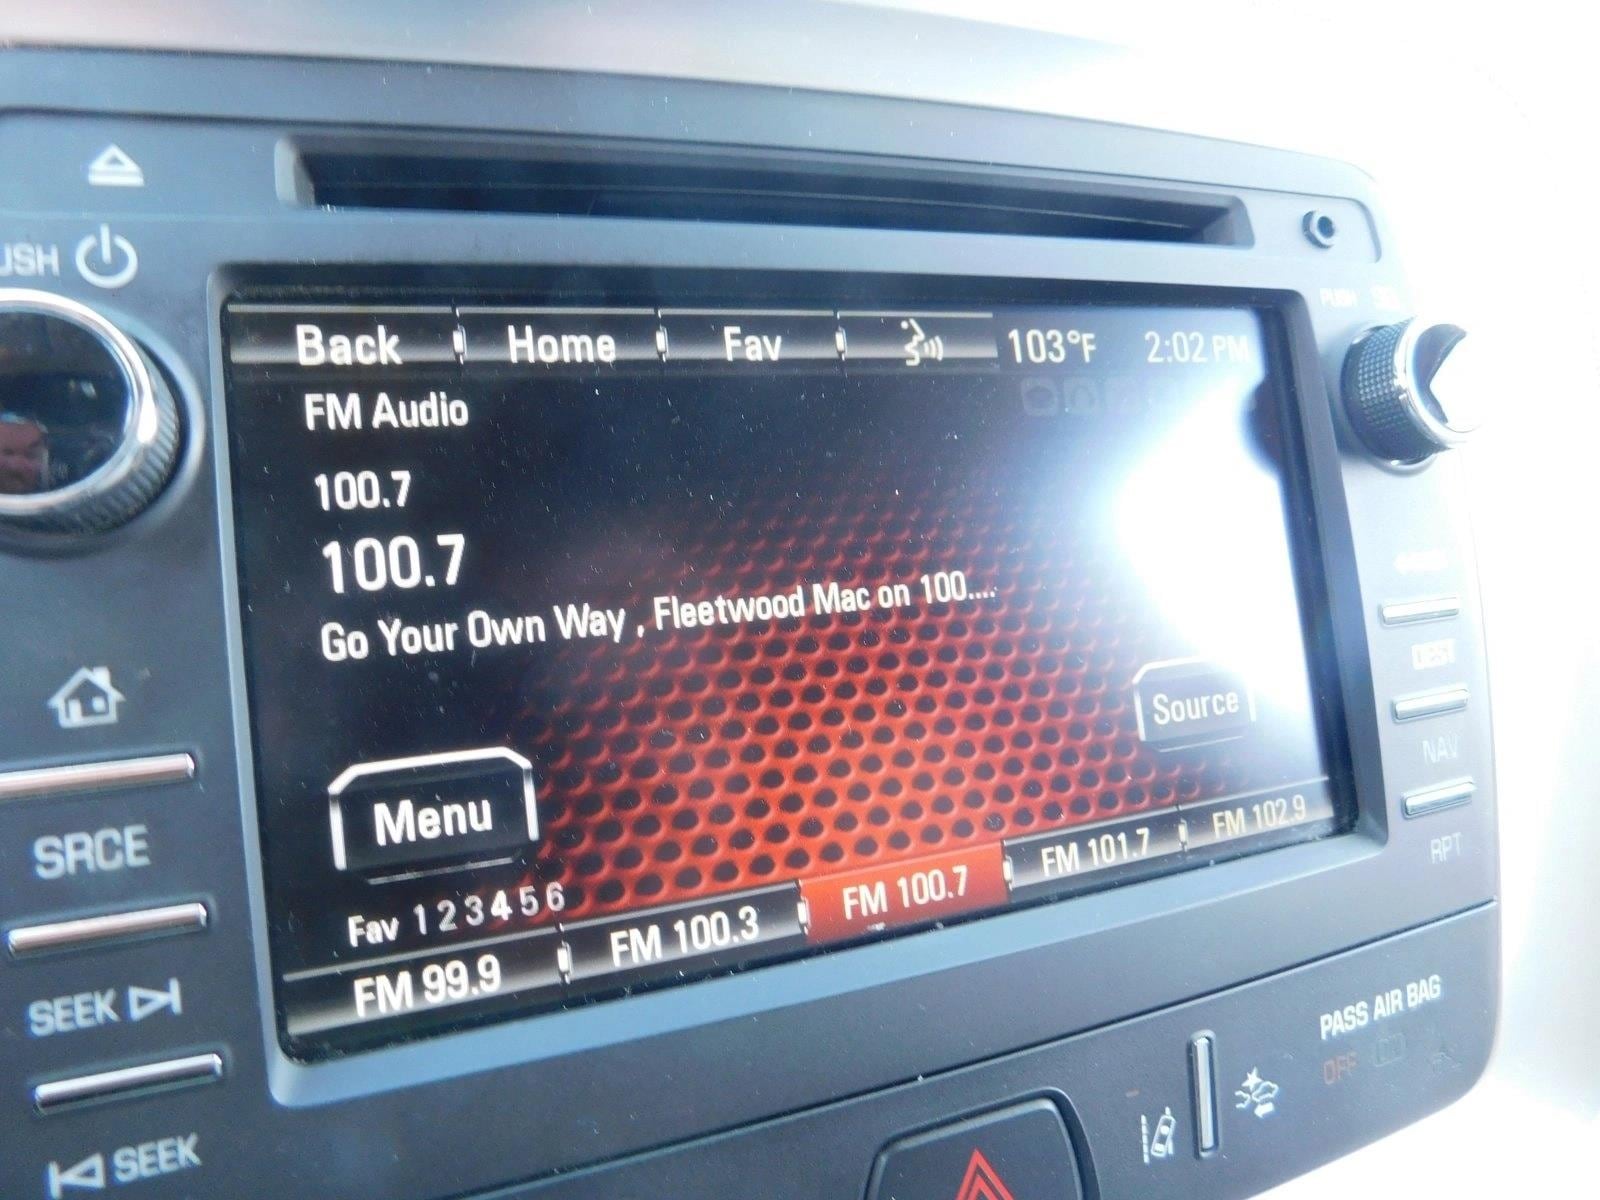 USH
PUSH
Back Home Fav 103°F 2:02 PM
FM Audio
100.7
100.7
Go Your Own Way , Fleetwood Mac on 100....
Source
Menu
Fav 1 2 3 4 5 6
FM 99.9 FM 100.3 FM 100.7 FM 101.7 FM 102.9
SRCE
SEEK
SEEK
DEST
NAV
RPT
PASS AIR BAG
OFF